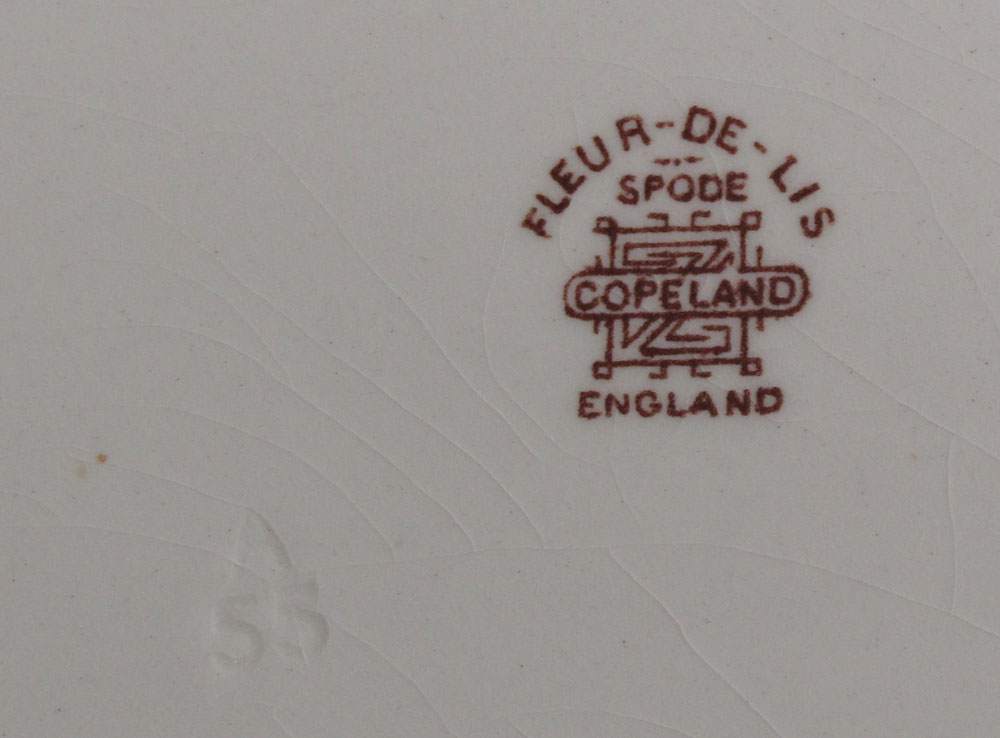 FLEUR-DE-LIS
SPODE
COPELAND
ENGLAND
A
55